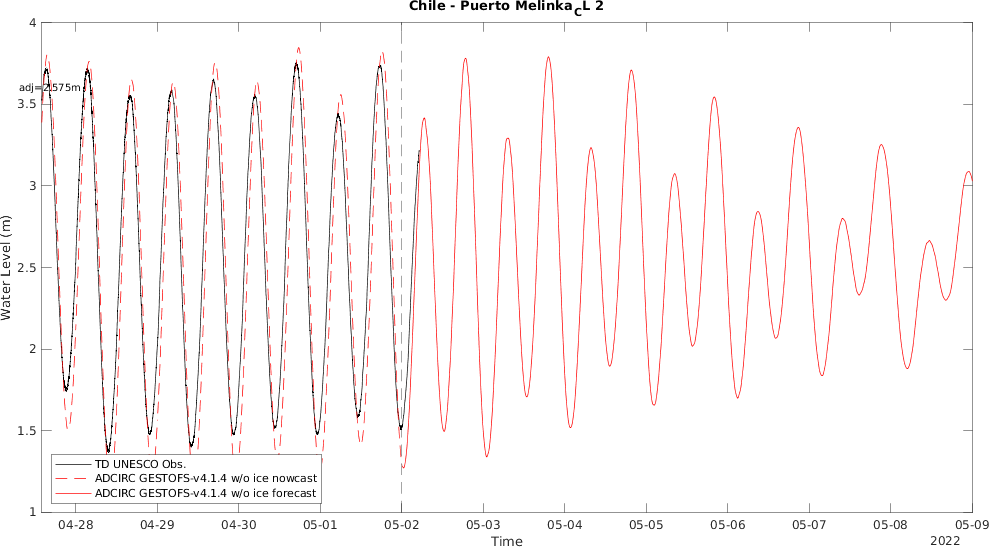 Chile - Puerto Melinka_CL 2
4
adj=2.575m
3.5
3
2.5
2
1.5
1
Water Level (m)
TD UNESCO Obs.
ADCIRC GESTOFS-v4.1.4 w/o ice nowcast
ADCIRC GESTOFS-v4.1.4 w/o ice forecast
04-28 04-29 04-30 05-01 05-02 05-03 05-04 05-05 05-06 05-07 05-08 05-09
Time
2022